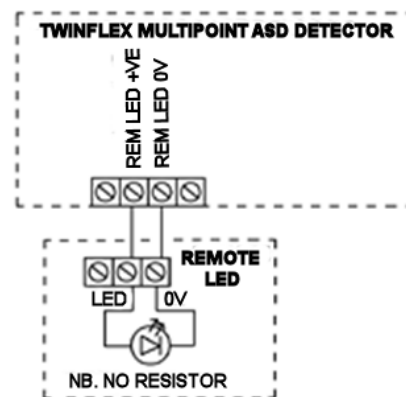 TWINFLEX MULTIPOINT ASD DETECTOR
REM LED +VE
REM LED 0V
REMOTE
LED
LED
0V
NB. NO RESISTOR